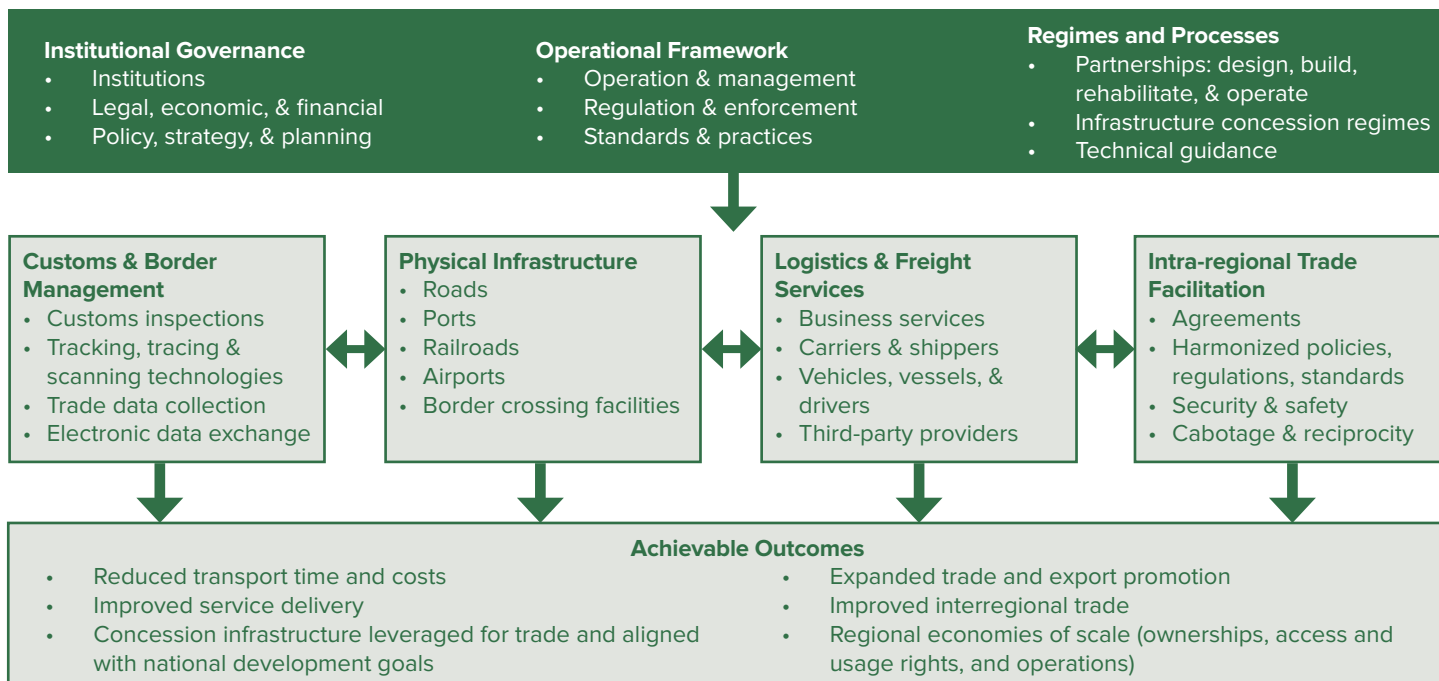 Institutional Governance
• Institutions
• Legal, economic, & financial
• Policy, strategy, & planning
Operational Framework
• Operation & management
• Regulation & enforcement
• Standards & practices
Regimes and Processes
• Partnerships: design, build,
rehabilitate, & operate
• Infrastructure concession regimes
• Technical guidance
Customs & Border
Management
• Customs inspections
• Tracking, tracing &
scanning technologies
• Trade data collection
• Electronic data exchange
Physical Infrastructure
• Roads
• Ports
• Railroads
• Airports
• Border crossing facilities
Logistics & Freight
Services
• Business services
• Carriers & shippers
• Vehicles, vessels, &
drivers
• Third-party providers
Intra-regional Trade
Facilitation
• Agreements
• Harmonized policies,
regulations, standards
• Security & safety
• Cabotage & reciprocity
Achievable Outcomes
• Reduced transport time and costs
• Improved service delivery
• Concession infrastructure leveraged for trade and aligned
with national development goals
• Expanded trade and export promotion
• Improved interregional trade
• Regional economies of scale (ownerships, access and
usage rights, and operations)